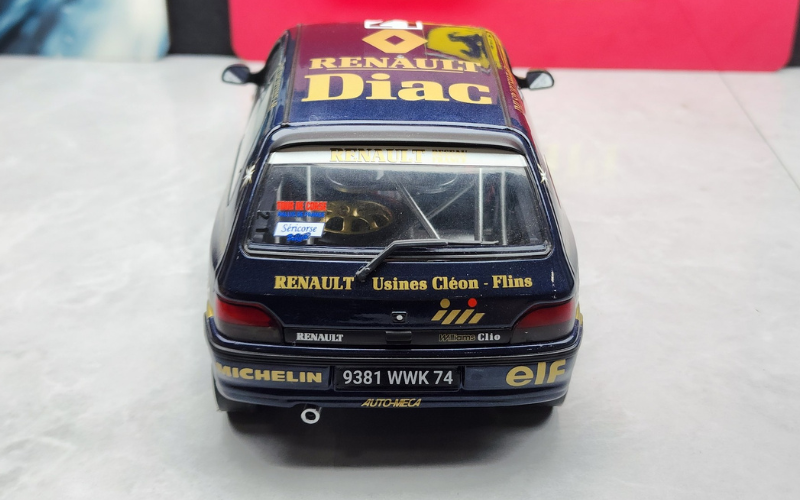 RENAULT
Diac
RENAULT
Séricorse
RENAULT Usines Cléon - Flins
RENAULT
Williams Clio
MICHELIN
9381 WWK 74
elf
AUTO-MECA